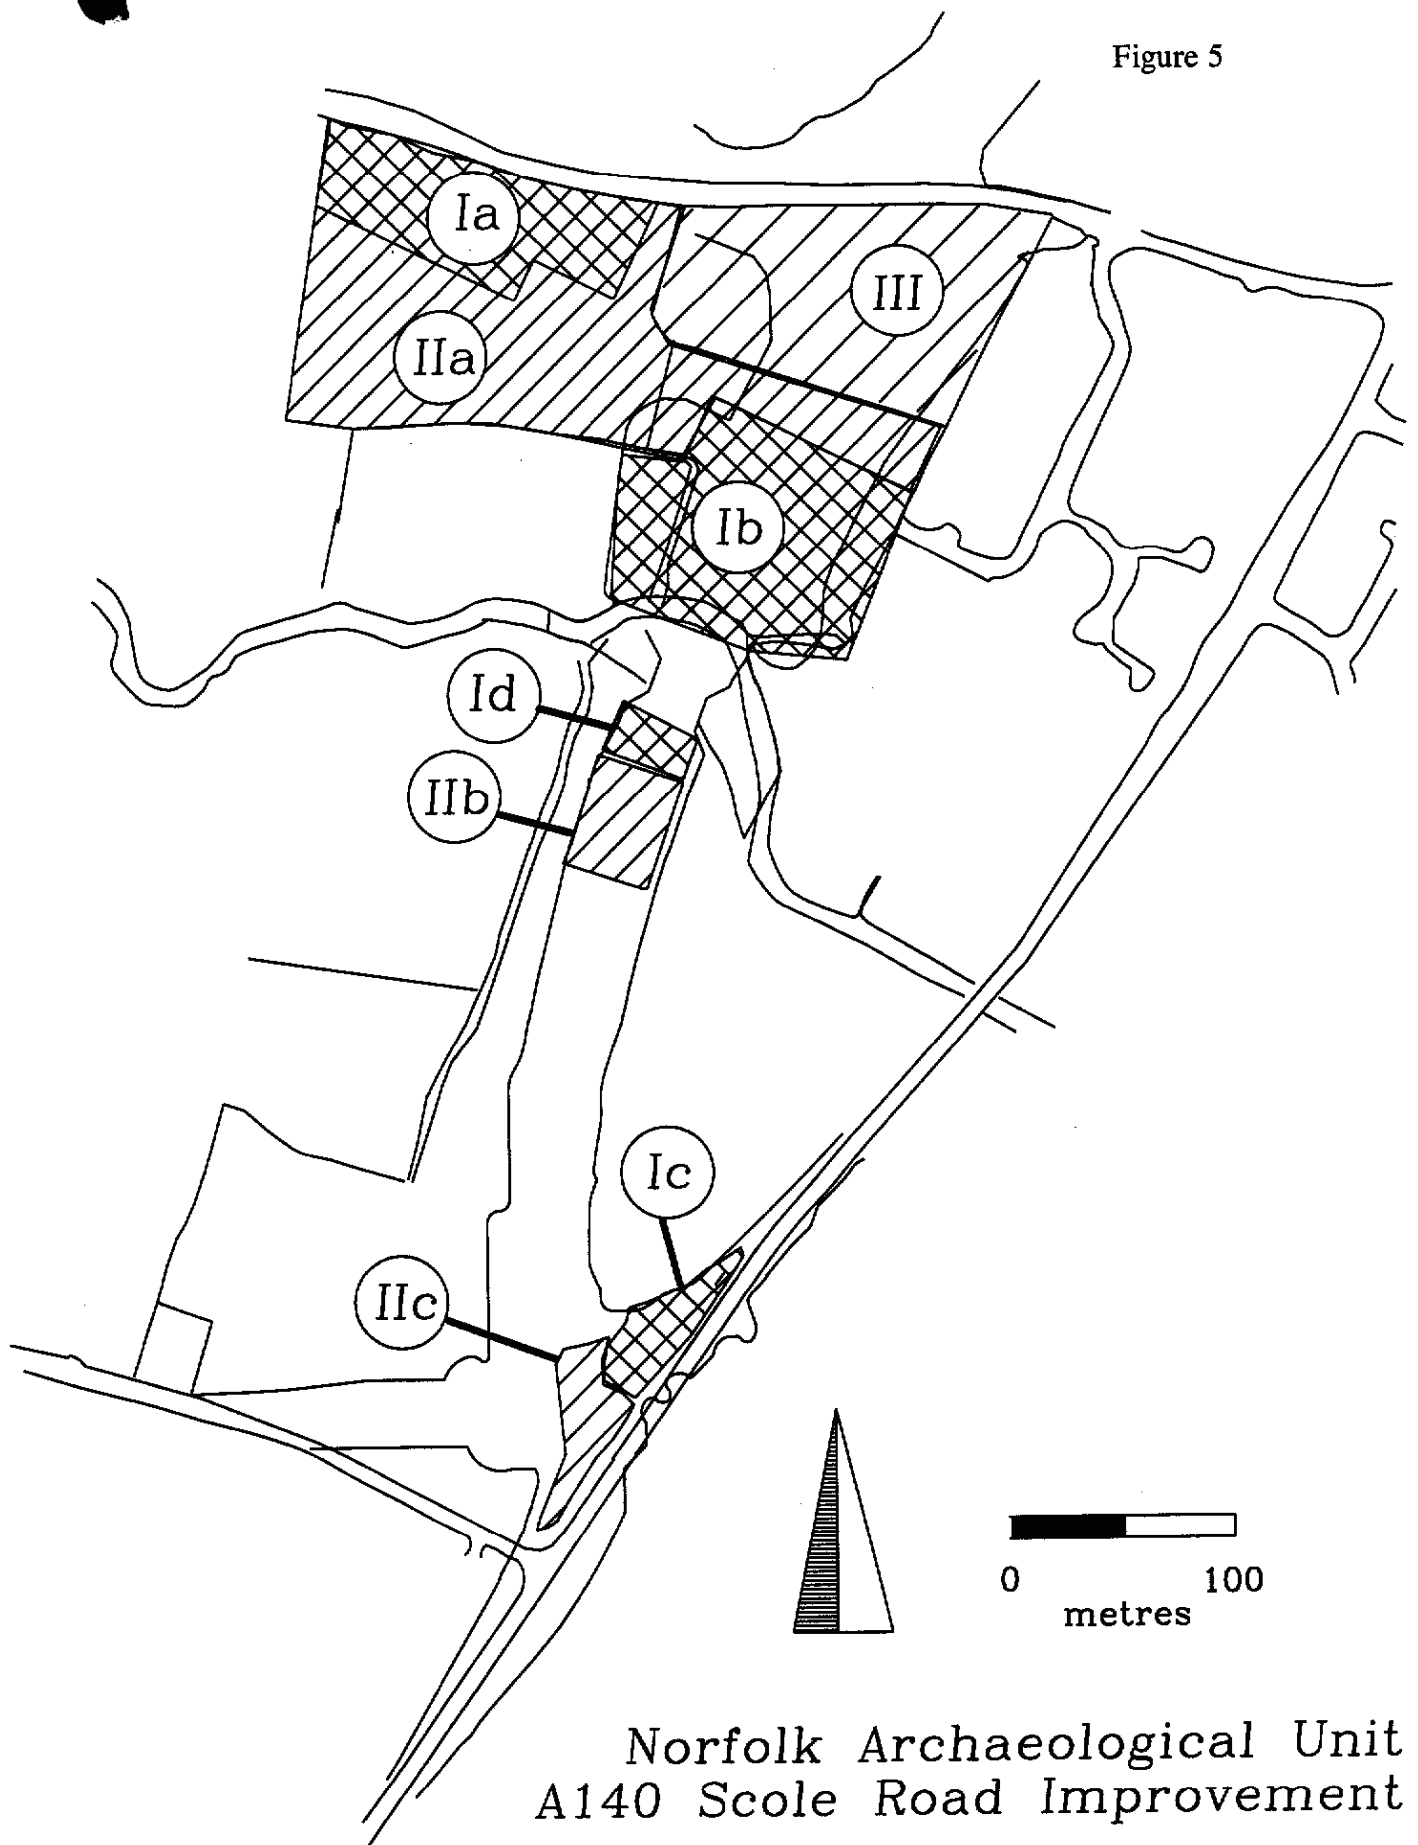 Figure 5
Ia
III
IIa
Ib
Id
IIb
Ic
IIc
0 100
metres
Norfolk Archaeological Unit
A140 Scole Road Improvement